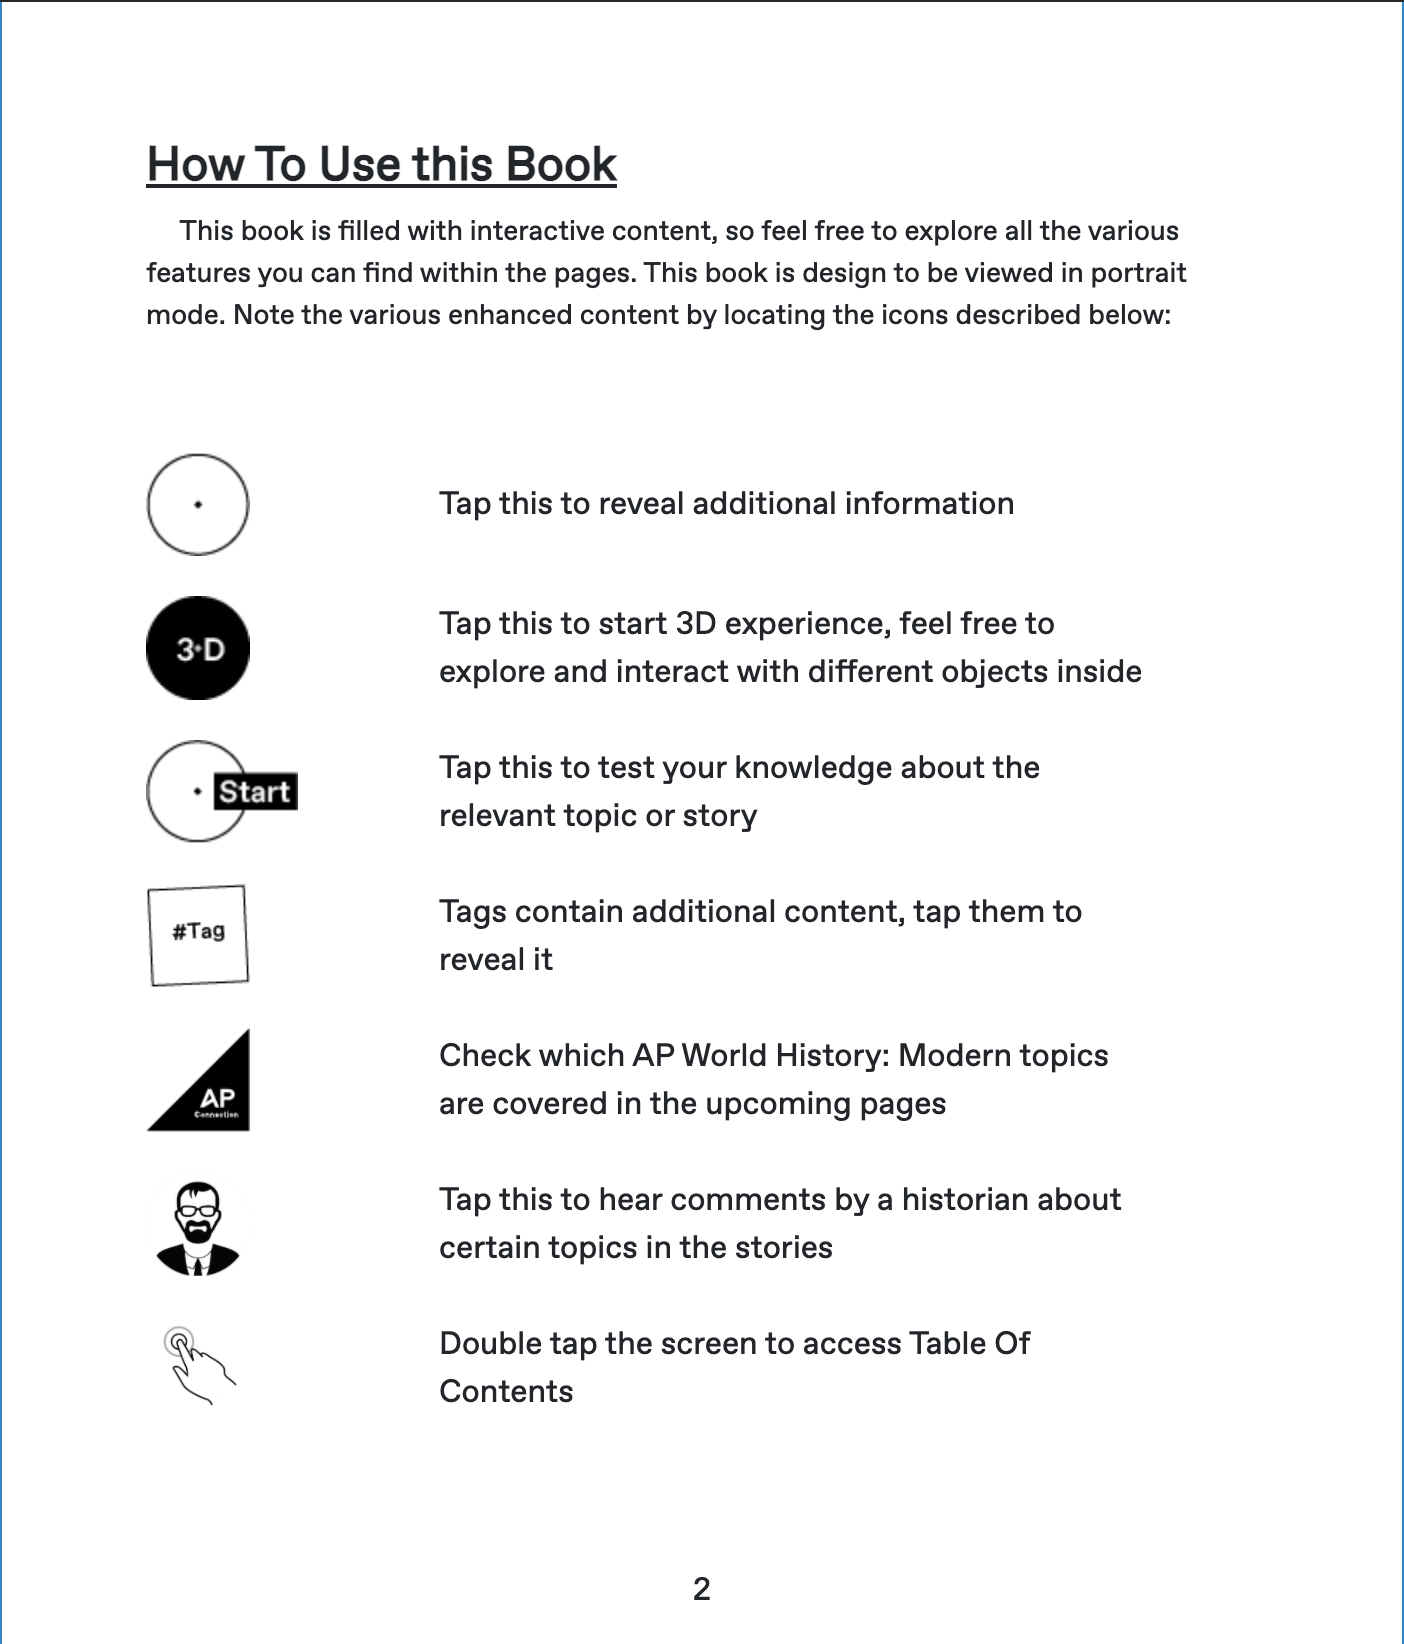 How To Use this Book
This book is filled with interactive content, so feel free to explore all the various
features you can find within the pages. This book is design to be viewed in portrait
mode. Note the various enhanced content by locating the icons described below:
Tap this to reveal additional information
3•D
Tap this to start 3D experience, feel free to
explore and interact with different objects inside
Start
Tap this to test your knowledge about the
relevant topic or story
#Tag
Tags contain additional content, tap them to
reveal it
AP
Connection
Check which AP World History: Modern topics
are covered in the upcoming pages
Tap this to hear comments by a historian about
certain topics in the stories
Double tap the screen to access Table Of
Contents
2